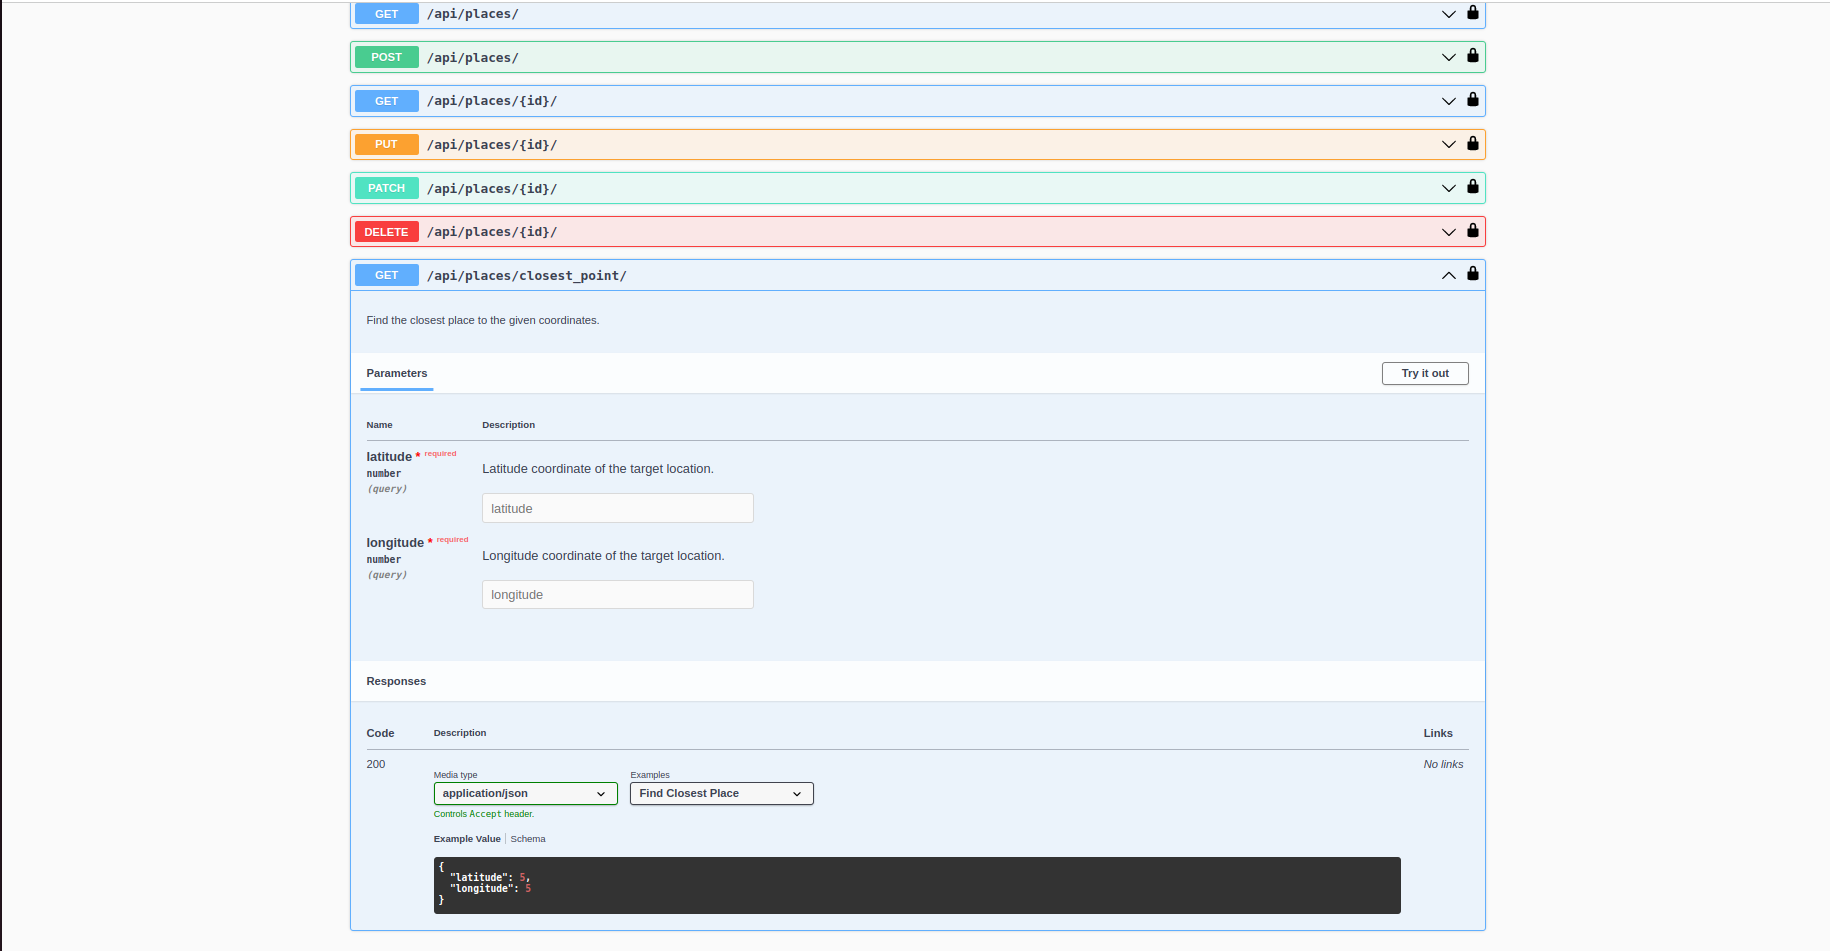 GET /api/places/
POST /api/places/
GET /api/places/{id}/
PUT /api/places/{id}/
PATCH /api/places/{id}/
DELETE /api/places/{id}/
GET /api/places/closest_point/
Find the closest place to the given coordinates.
Parameters Try it out
Name Description
latitude * required
number
(query)
Latitude coordinate of the target location.
latitude
longitude * required
number
(query)
Longitude coordinate of the target location.
longitude
Responses
Code Description Links
200 No links
Media type Examples
application/json Find Closest Place
Controls Accept header.
Example Value Schema
{
"latitude": 5,
"longitude": 5
}